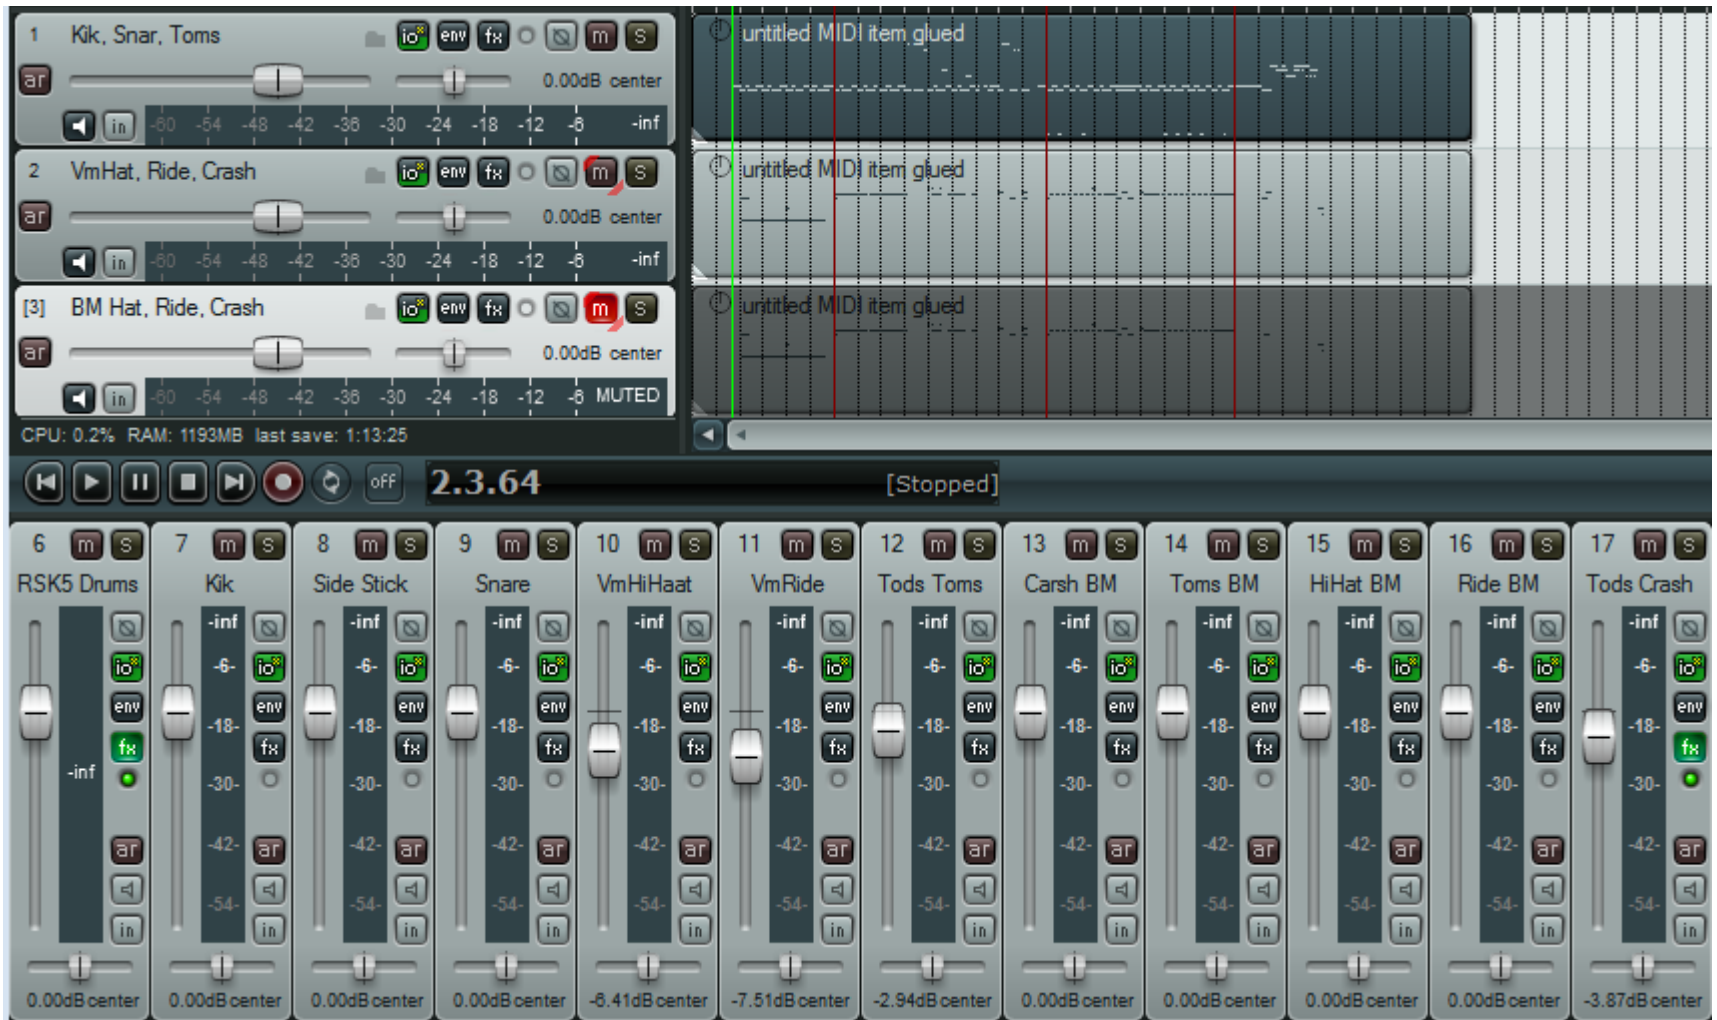 1 Kik, Snar, Toms io env fx m s
ar 0.00dB center
in -60 -54 -48 -42 -36 -30 -24 -18 -12 -6 -inf
untitled MIDI item glued
2 VmHat, Ride, Crash io env fx m s
ar 0.00dB center
in -60 -54 -48 -42 -36 -30 -24 -18 -12 -6 -inf
untitled MIDI item glued
[3] BM Hat, Ride, Crash io env fx m s
ar 0.00dB center
in -60 -54 -48 -42 -36 -30 -24 -18 -12 -6 MUTED
untitled MIDI item glued
CPU: 0.2% RAM: 1193MB last save: 1:13:25
off 2.3.64 [Stopped]
6 m s 7 m s 8 m s 9 m s 10 m s 11 m s 12 m s 13 m s 14 m s 15 m s 16 m s 17 m s
RSK5 Drums Kik Side Stick Snare VmHiHaat VmRide Tods Toms Carsh BM Toms BM HiHat BM Ride BM Tods Crash
-inf -inf -inf -inf -inf -inf -inf -inf -inf -inf -inf
io -6- io -6- io -6- io -6- io -6- io -6- io -6- io -6- io -6- io -6- io -6- io
env env env env env env env env env env env env
-18- -18- -18- -18- -18- -18- -18- -18- -18- -18- -18-
fx fx fx fx fx fx fx fx fx fx fx fx
-inf -30- -30- -30- -30- -30- -30- -30- -30- -30- -30- -30-
ar -42- ar -42- ar -42- ar -42- ar -42- ar -42- ar -42- ar -42- ar -42- ar -42- ar -42- ar
-54- -54- -54- -54- -54- -54- -54- -54- -54- -54- -54-
in in in in in in in in in in in in
0.00dB center 0.00dB center 0.00dB center 0.00dB center -6.41dB center -7.51dB center -2.94dB center 0.00dB center 0.00dB center 0.00dB center 0.00dB center -3.87dB center